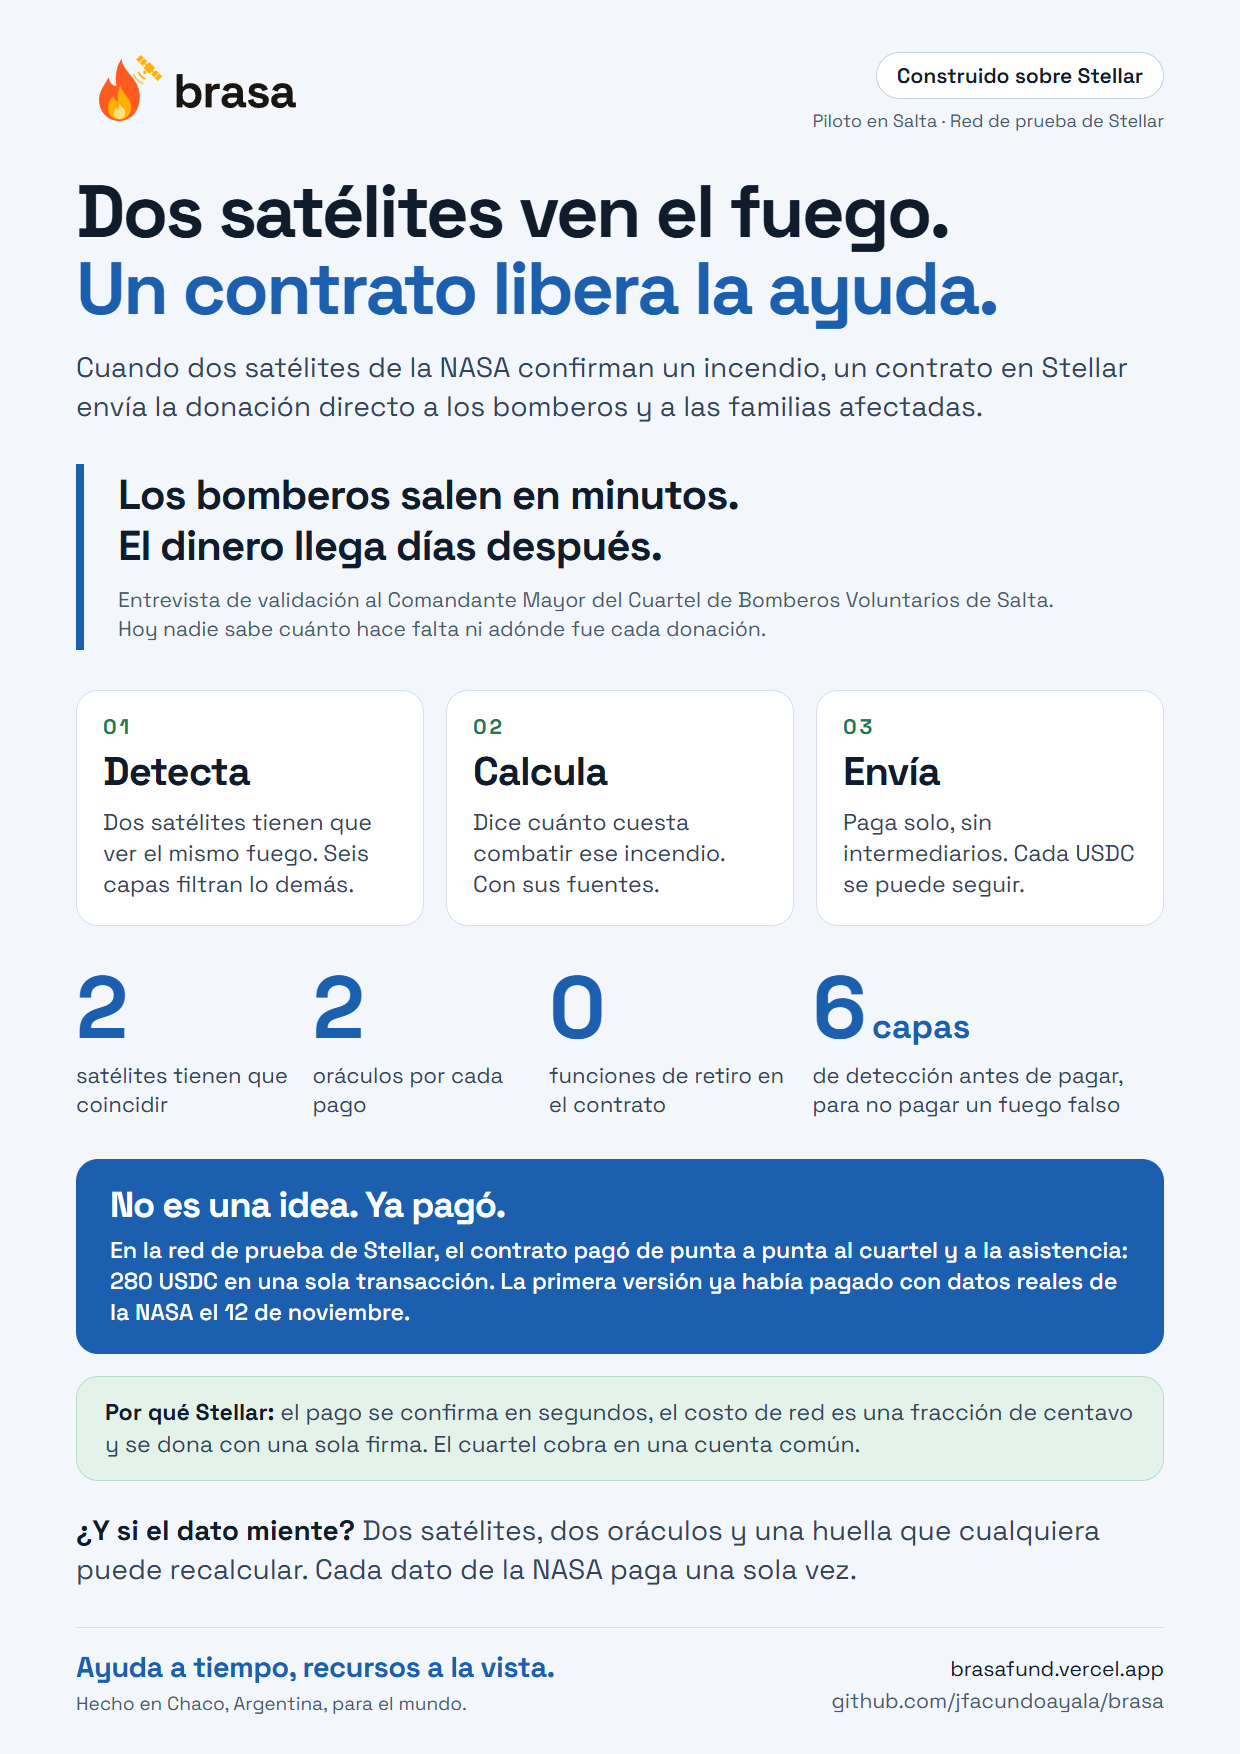 brasa
Construido sobre Stellar
Piloto en Salta · Red de prueba de Stellar
Dos satélites ven el fuego.
Un contrato libera la ayuda.
Cuando dos satélites de la NASA confirman un incendio, un contrato en Stellar
envía la donación directo a los bomberos y a las familias afectadas.
Los bomberos salen en minutos.
El dinero llega días después.
Entrevista de validación al Comandante Mayor del Cuartel de Bomberos Voluntarios de Salta.
Hoy nadie sabe cuánto hace falta ni adónde fue cada donación.
01
Detecta
Dos satélites tienen que
ver el mismo fuego. Seis
capas filtran lo demás.
02
Calcula
Dice cuánto cuesta
combatir ese incendio.
Con sus fuentes.
03
Envía
Paga solo, sin
intermediarios. Cada USDC
se puede seguir.
2
satélites tienen que
coincidir
2
oráculos por cada
pago
0
funciones de retiro en
el contrato
6 capas
de detección antes de pagar,
para no pagar un fuego falso
No es una idea. Ya pagó.
En la red de prueba de Stellar, el contrato pagó de punta a punta al cuartel y a la asistencia:
280 USDC en una sola transacción. La primera versión ya había pagado con datos reales de
la NASA el 12 de noviembre.
Por qué Stellar: el pago se confirma en segundos, el costo de red es una fracción de centavo
y se dona con una sola firma. El cuartel cobra en una cuenta común.
¿Y si el dato miente? Dos satélites, dos oráculos y una huella que cualquiera
puede recalcular. Cada dato de la NASA paga una sola vez.
Ayuda a tiempo, recursos a la vista.
Hecho en Chaco, Argentina, para el mundo.
brasafund.vercel.app
github.com/jfacundoayala/brasa